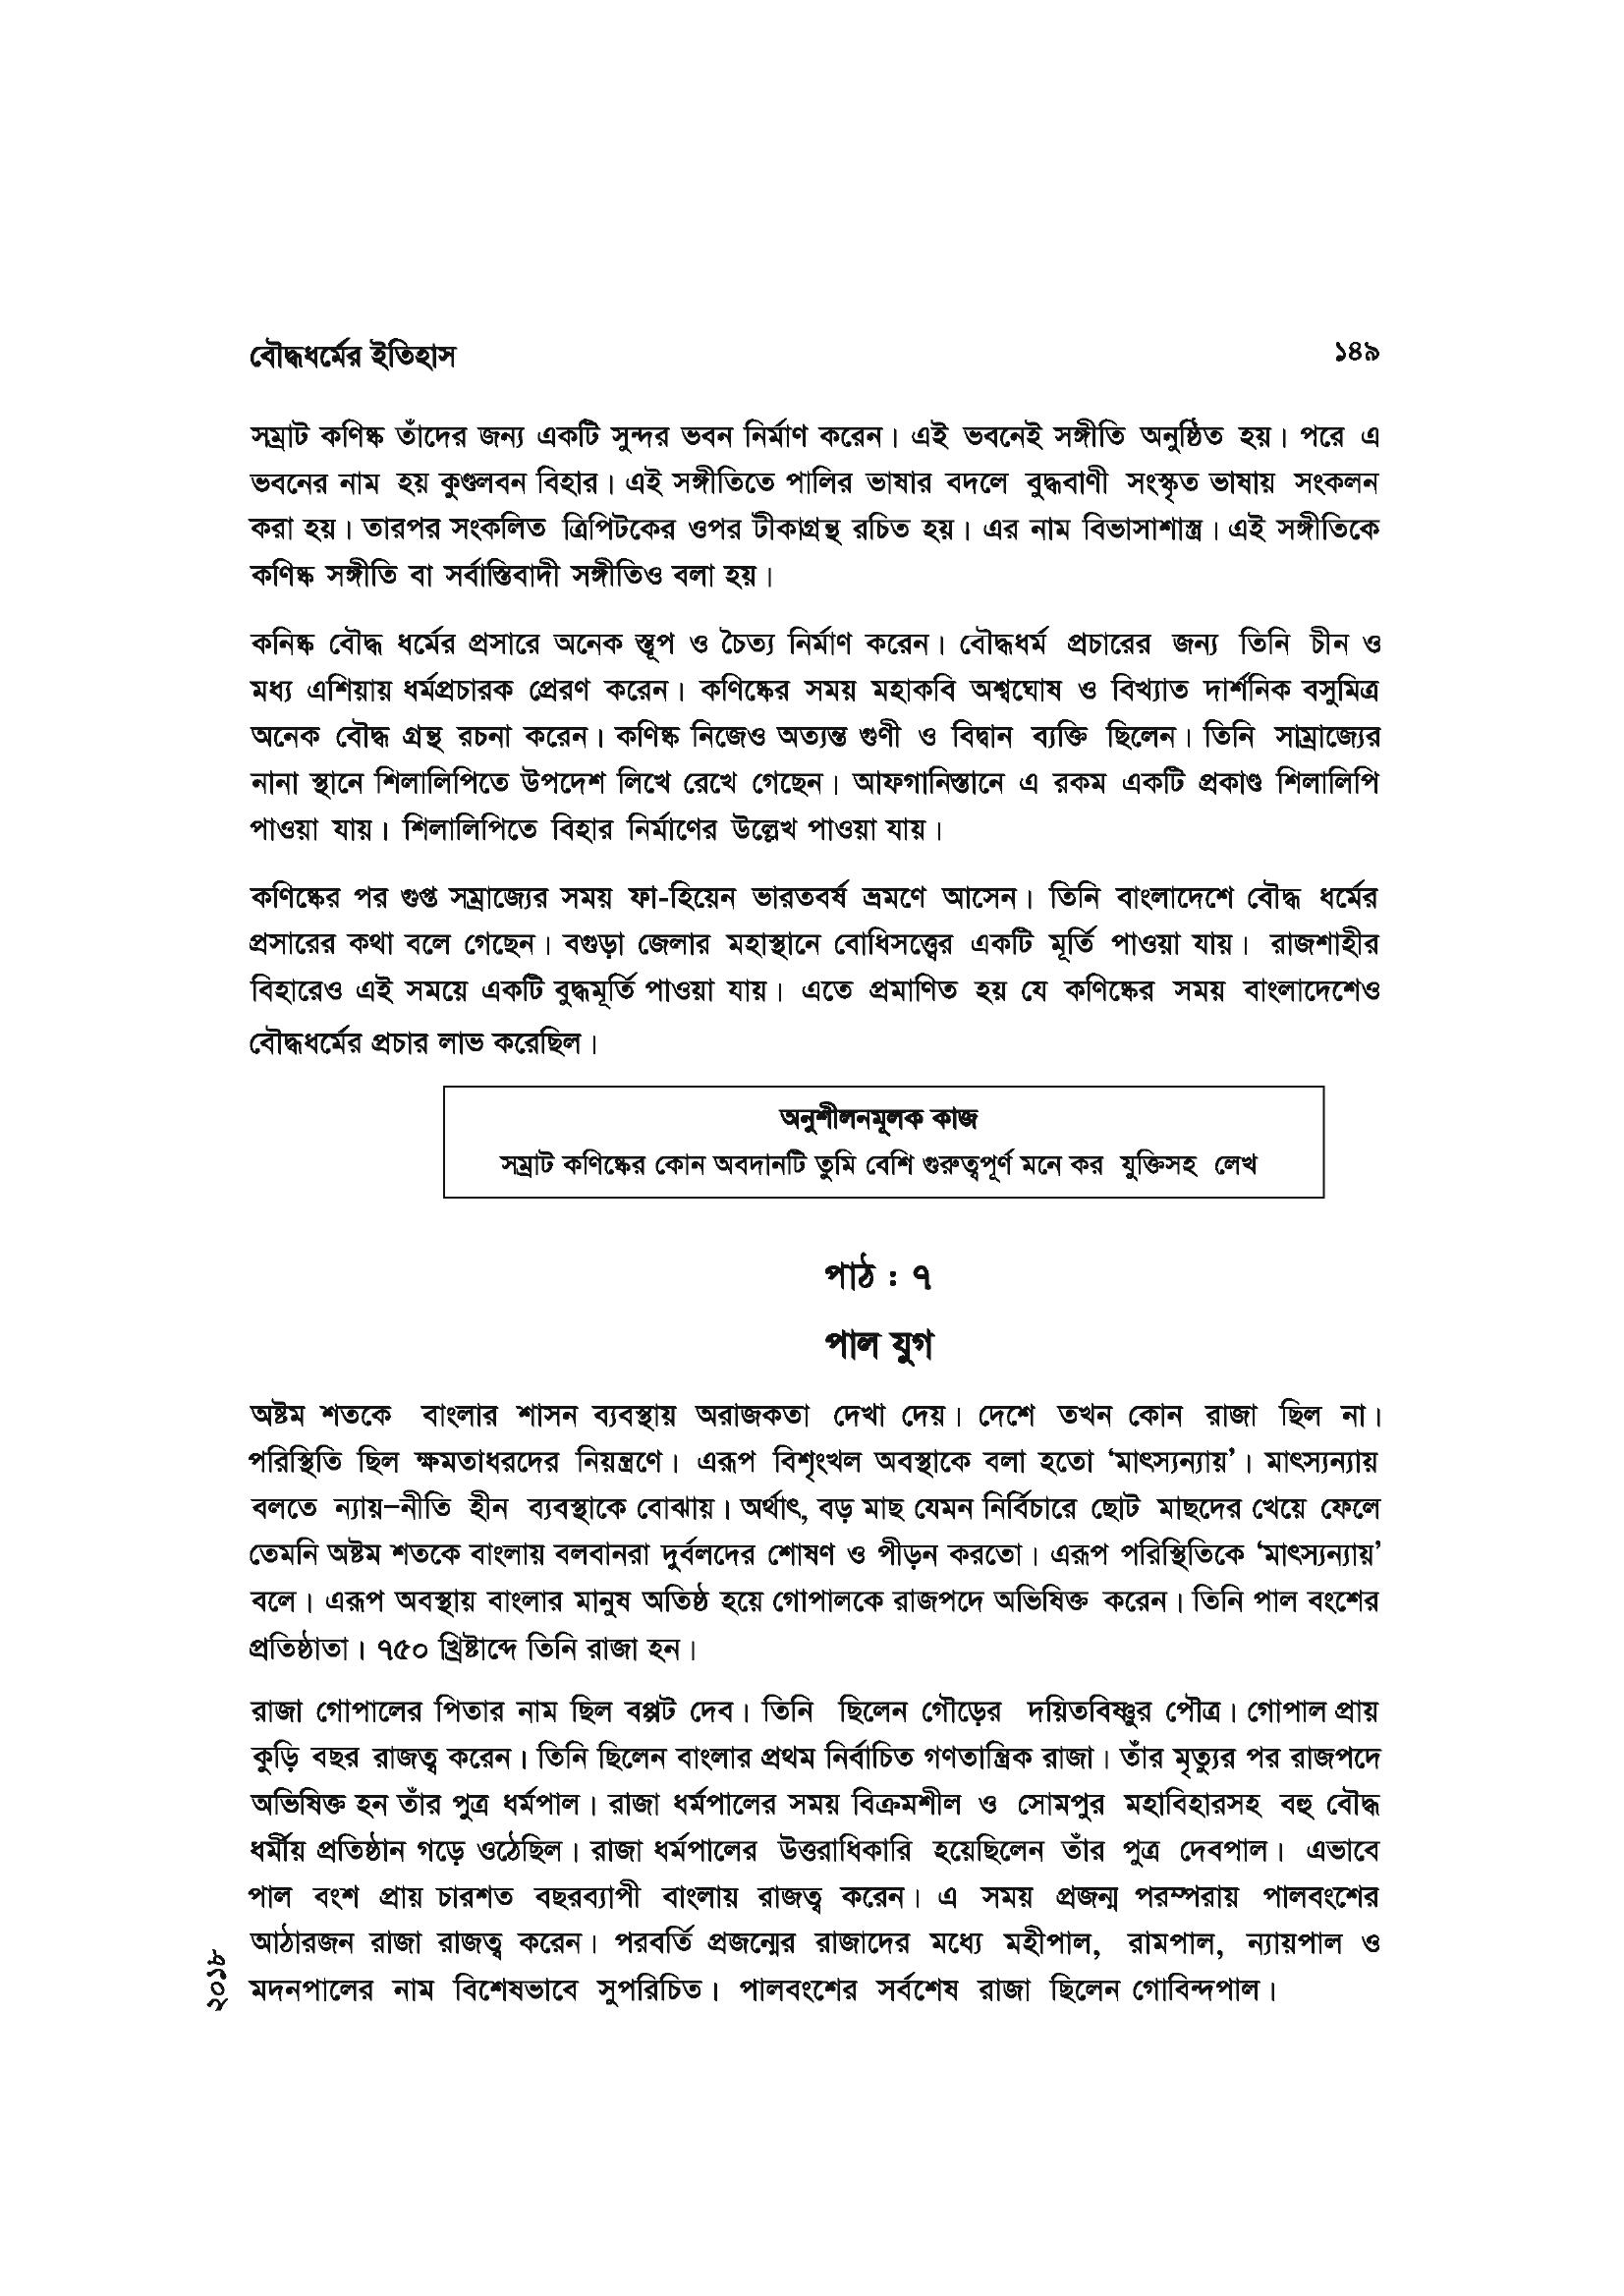 বৌদ্ধধর্মের ইতিহাস ১৪৯
সম্রাট কণিষ্ক তাঁদের জন্য একটি সুন্দর ভবন নির্মাণ করেন। এই ভবনেই সঙ্গীতি অনুষ্ঠিত হয়। পরে এ
ভবনের নাম হয় কুণ্ডলবন বিহার। এই সঙ্গীতিতে পালির ভাষার বদলে বুদ্ধবাণী সংস্কৃত ভাষায় সংকলন
করা হয়। তারপর সংকলিত ত্রিপিটকের ওপর টীকাগ্রন্থ রচিত হয়। এর নাম বিভাসাশাস্ত্র। এই সঙ্গীতিকে
কণিষ্ক সঙ্গীতি বা সর্বাস্তিবাদী সঙ্গীতিও বলা হয়।
কনিষ্ক বৌদ্ধ ধর্মের প্রসারে অনেক স্তূপ ও চৈত্য নির্মাণ করেন। বৌদ্ধধর্ম প্রচারের জন্য তিনি চীন ও
মধ্য এশিয়ায় ধর্মপ্রচারক প্রেরণ করেন। কণিষ্কের সময় মহাকবি অশ্বঘোষ ও বিখ্যাত দার্শনিক বসুমিত্র
অনেক বৌদ্ধ গ্রন্থ রচনা করেন। কণিষ্ক নিজেও অত্যন্ত গুণী ও বিদ্বান ব্যক্তি ছিলেন। তিনি সাম্রাজ্যের
নানা স্থানে শিলালিপিতে উপদেশ লিখে রেখে গেছেন। আফগানিস্তানে এ রকম একটি প্রকাণ্ড শিলালিপি
পাওয়া যায়। শিলালিপিতে বিহার নির্মাণের উল্লেখ পাওয়া যায়।
কণিষ্কের পর গুপ্ত সম্রাজ্যের সময় ফা-হিয়েন ভারতবর্ষ ভ্রমণে আসেন। তিনি বাংলাদেশে বৌদ্ধ ধর্মের
প্রসারের কথা বলে গেছেন। বগুড়া জেলার মহাস্থানে বোধিসত্ত্বের একটি মূর্তি পাওয়া যায়। রাজশাহীর
বিহারেও এই সময়ে একটি বুদ্ধমূর্তি পাওয়া যায়। এতে প্রমাণিত হয় যে কণিষ্কের সময় বাংলাদেশেও
বৌদ্ধধর্মের প্রচার লাভ করেছিল।
অনুশীলনমূলক কাজ
সম্রাট কণিষ্কের কোন অবদানটি তুমি বেশি গুরুত্বপূর্ণ মনে কর যুক্তিসহ লেখ
পাঠ : ৭
পাল যুগ
অষ্টম শতকে বাংলার শাসন ব্যবস্থায় অরাজকতা দেখা দেয়। দেশে তখন কোন রাজা ছিল না।
পরিস্থিতি ছিল ক্ষমতাধরদের নিয়ন্ত্রণে। এরূপ বিশৃংখল অবস্থাকে বলা হতো ‘মাৎস্যন্যায়’। মাৎস্যন্যায়
বলতে ন্যায়–নীতি হীন ব্যবস্থাকে বোঝায়। অর্থাৎ, বড় মাছ যেমন নির্বিচারে ছোট মাছদের খেয়ে ফেলে
তেমনি অষ্টম শতকে বাংলায় বলবানরা দুর্বলদের শোষণ ও পীড়ন করতো। এরূপ পরিস্থিতিকে ‘মাৎস্যন্যায়’
বলে। এরূপ অবস্থায় বাংলার মানুষ অতিষ্ঠ হয়ে গোপালকে রাজপদে অভিষিক্ত করেন। তিনি পাল বংশের
প্রতিষ্ঠাতা। ৭৫০ খ্রিষ্টাব্দে তিনি রাজা হন।
রাজা গোপালের পিতার নাম ছিল বপ্পট দেব। তিনি ছিলেন গৌড়ের দয়িতবিষ্ণুর পৌত্র। গোপাল প্রায়
কুড়ি বছর রাজত্ব করেন। তিনি ছিলেন বাংলার প্রথম নির্বাচিত গণতান্ত্রিক রাজা। তাঁর মৃত্যুর পর রাজপদে
অভিষিক্ত হন তাঁর পুত্র ধর্মপাল। রাজা ধর্মপালের সময় বিক্রমশীল ও সোমপুর মহাবিহারসহ বহু বৌদ্ধ
ধর্মীয় প্রতিষ্ঠান গড়ে ওঠেছিল। রাজা ধর্মপালের উত্তরাধিকারি হয়েছিলেন তাঁর পুত্র দেবপাল। এভাবে
পাল বংশ প্রায় চারশত বছরব্যাপী বাংলায় রাজত্ব করেন। এ সময় প্রজন্ম পরম্পরায় পালবংশের
আঠারজন রাজা রাজত্ব করেন। পরবর্তি প্রজন্মের রাজাদের মধ্যে মহীপাল, রামপাল, ন্যায়পাল ও
মদনপালের নাম বিশেষভাবে সুপরিচিত। পালবংশের সর্বশেষ রাজা ছিলেন গোবিন্দপাল।
২০১৮